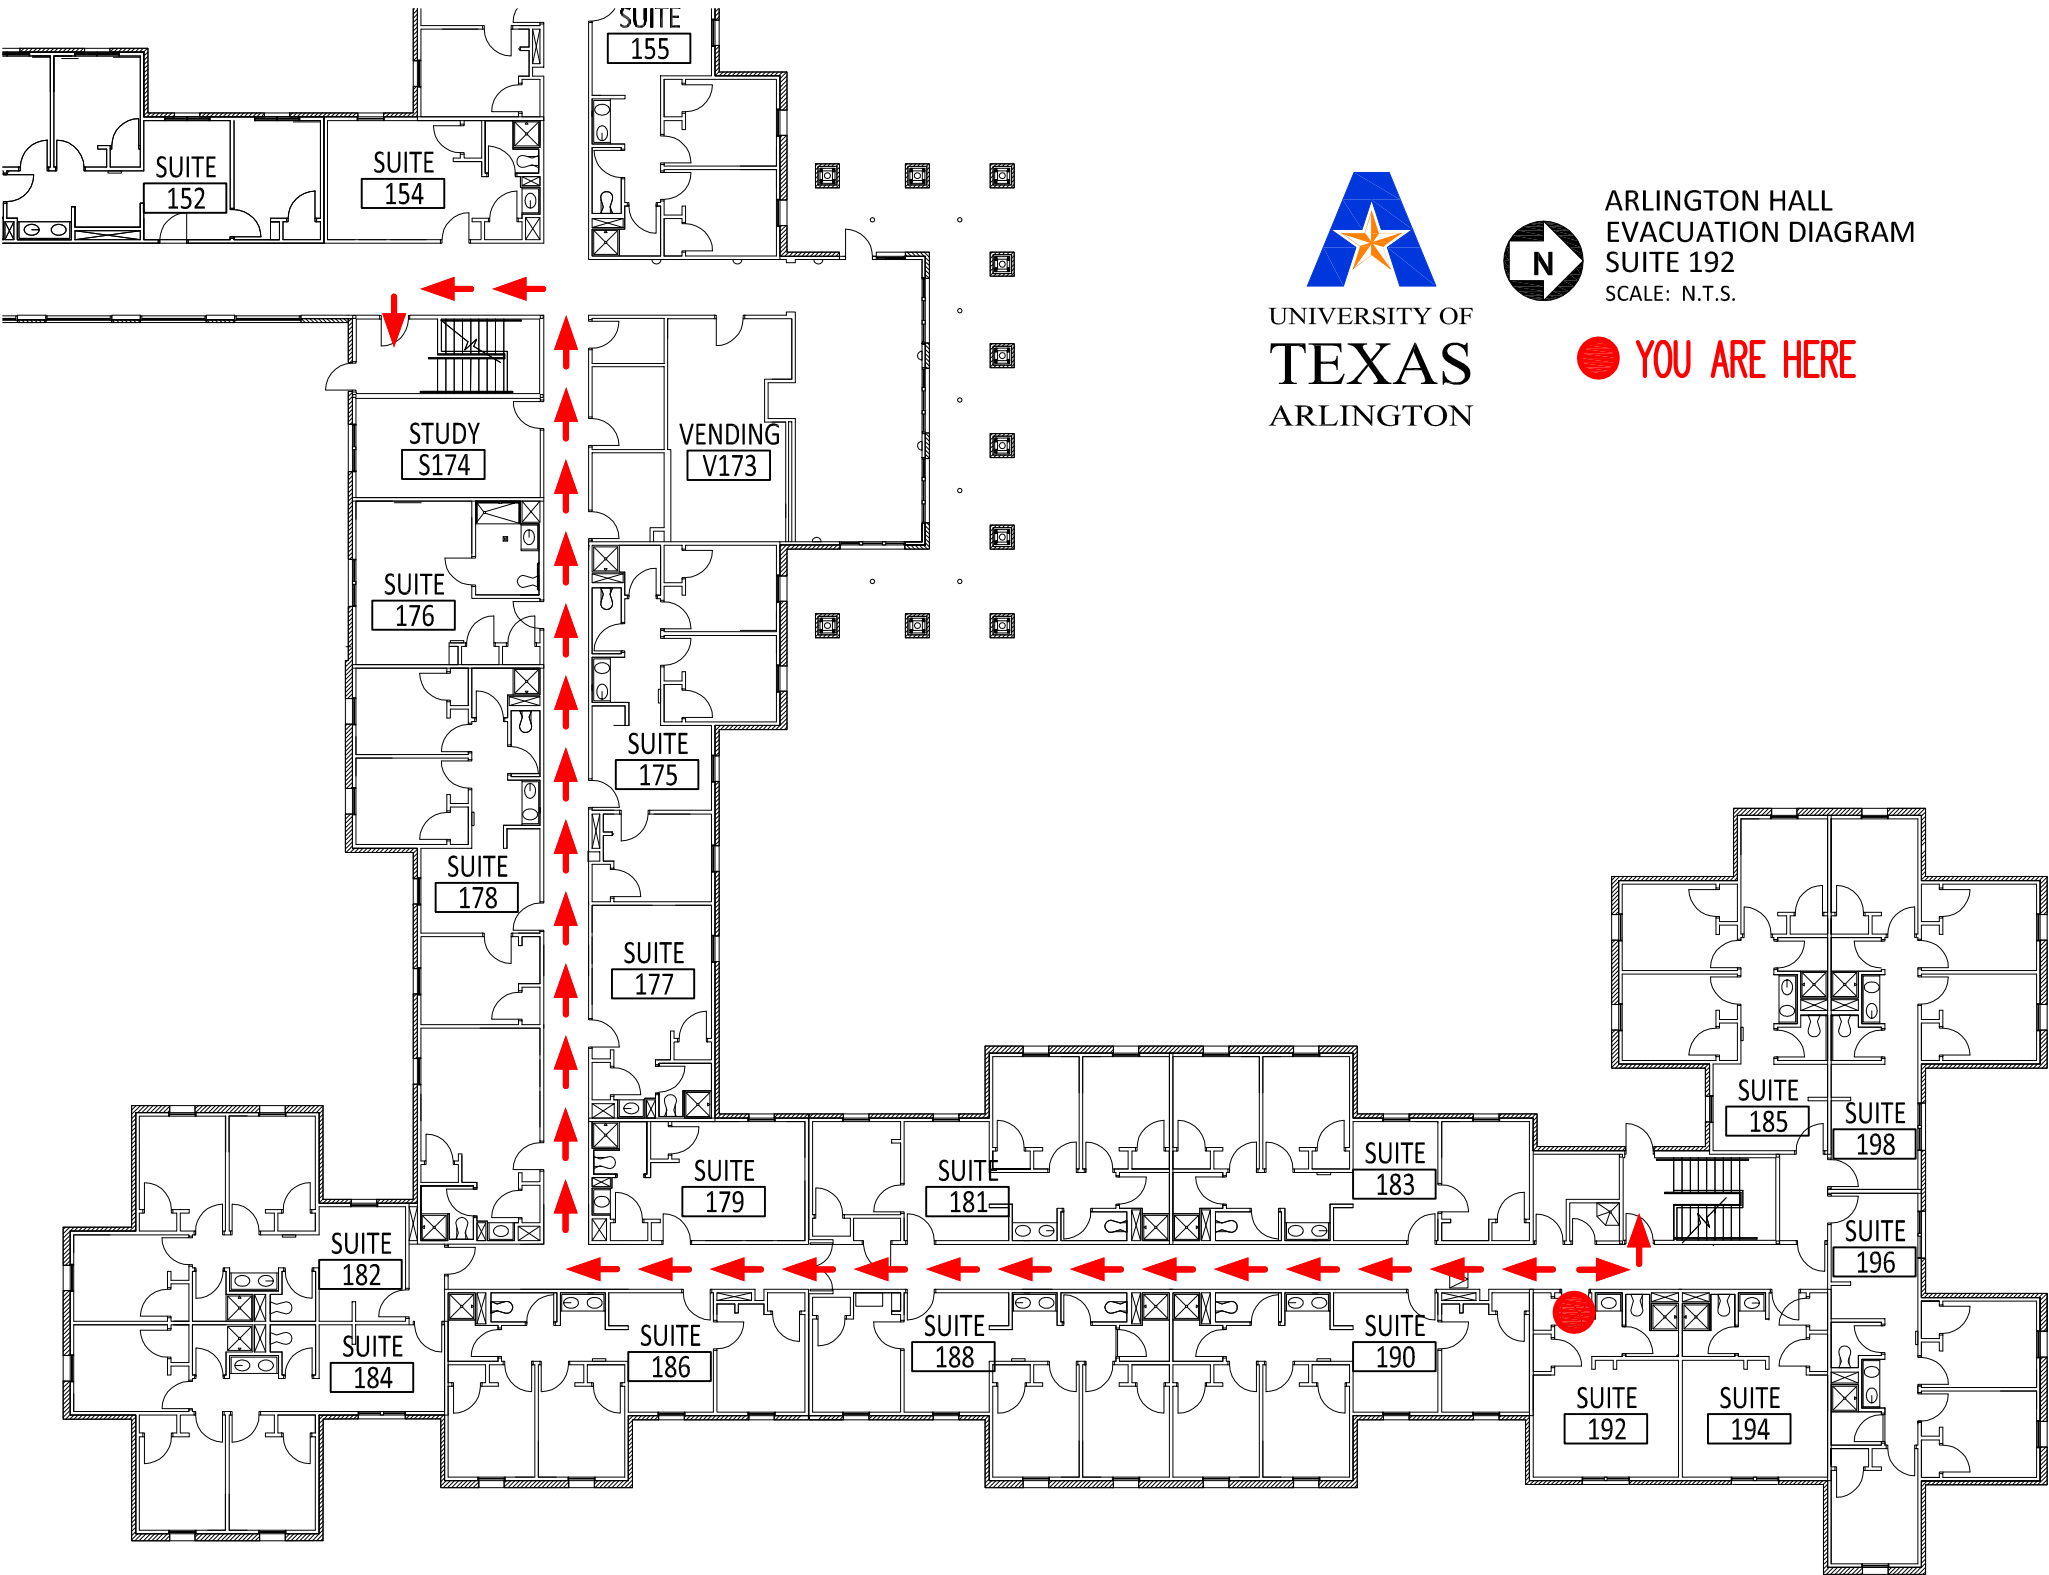 SUITE
155
SUITE
152
SUITE
154
ARLINGTON HALL
EVACUATION DIAGRAM
SUITE 192
SCALE: N.T.S.
N
YOU ARE HERE
UNIVERSITY OF
TEXAS
ARLINGTON
STUDY
S174
VENDING
V173
SUITE
176
SUITE
175
SUITE
178
SUITE
177
SUITE
185
SUITE
198
SUITE
179
SUITE
181
SUITE
183
SUITE
182
SUITE
196
SUITE
184
SUITE
186
SUITE
188
SUITE
190
SUITE
192
SUITE
194